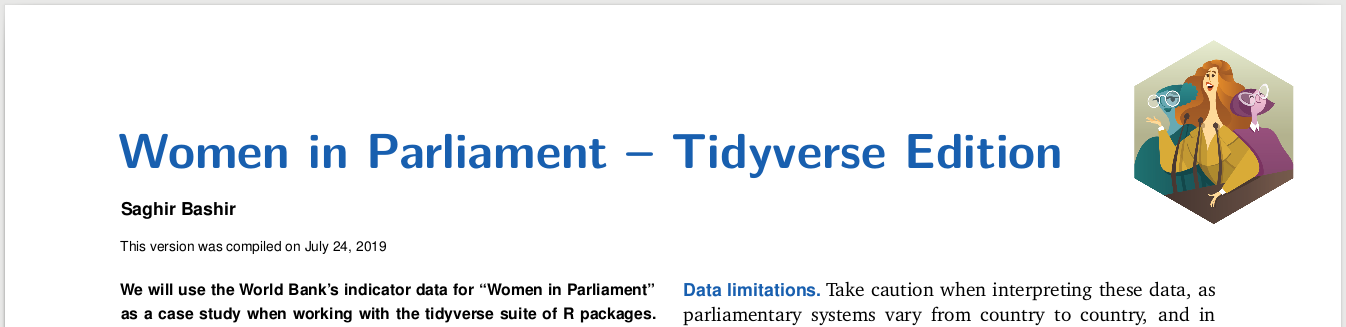 Women in Parliament – Tidyverse Edition
Saghir Bashir
This version was compiled on July 24, 2019
We will use the World Bank’s indicator data for “Women in Parliament”
as a case study when working with the tidyverse suite of R packages.
Data limitations. Take caution when interpreting these data, as
parliamentary systems vary from country to country, and in